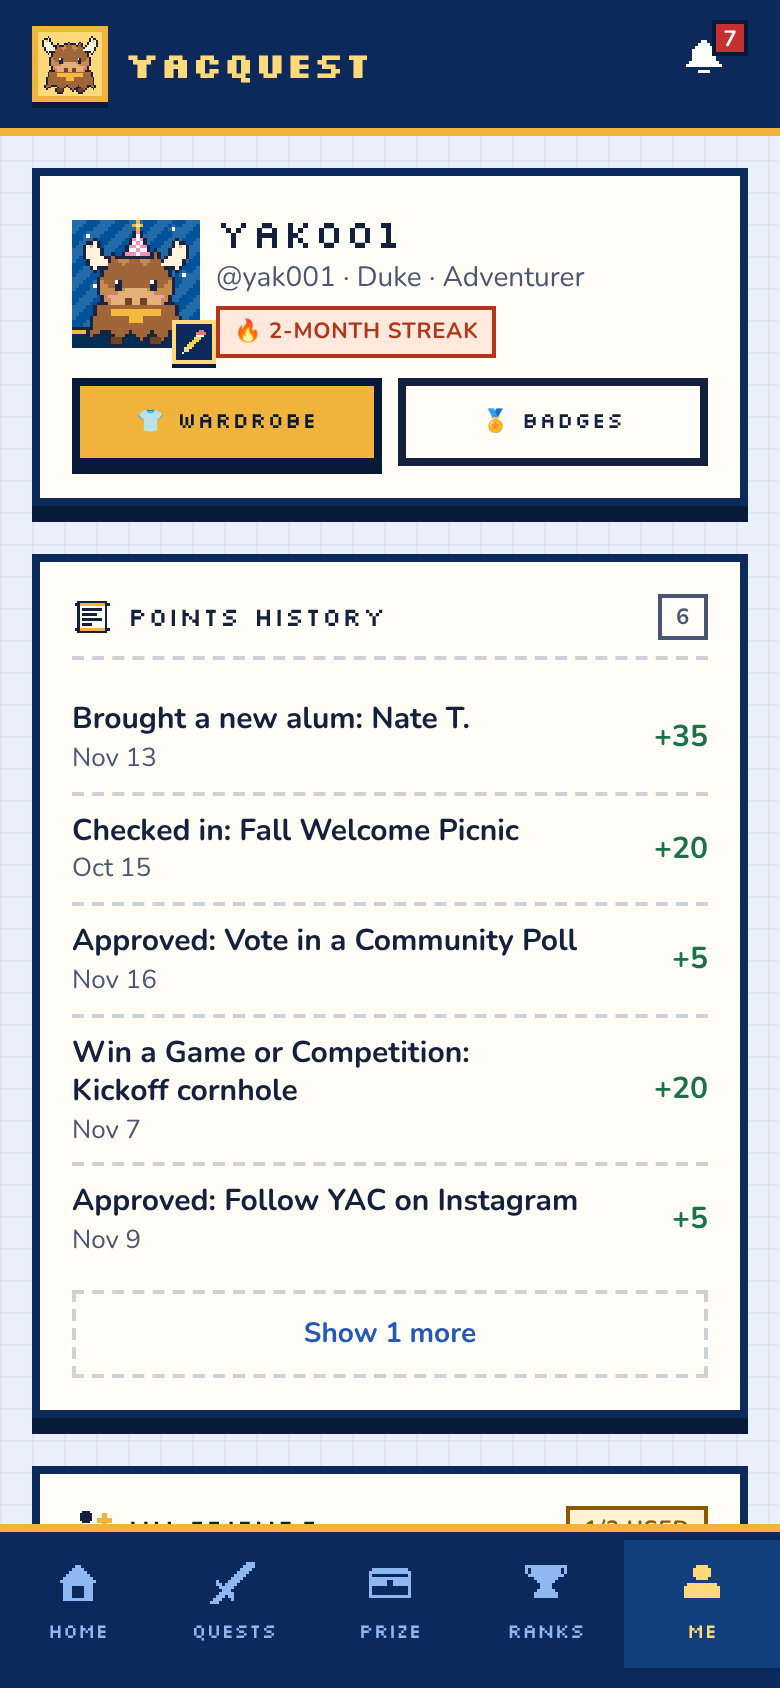 YACQUEST
7
YAK001
@yak001 · Duke · Adventurer
🔥 2-MONTH STREAK
👕 WARDROBE
🏅 BADGES
POINTS HISTORY
6
Brought a new alum: Nate T.
Nov 13
+35
Checked in: Fall Welcome Picnic
Oct 15
+20
Approved: Vote in a Community Poll
Nov 16
+5
Win a Game or Competition:
Kickoff cornhole
Nov 7
+20
Approved: Follow YAC on Instagram
Nov 9
+5
Show 1 more
HOME
QUESTS
PRIZE
RANKS
ME